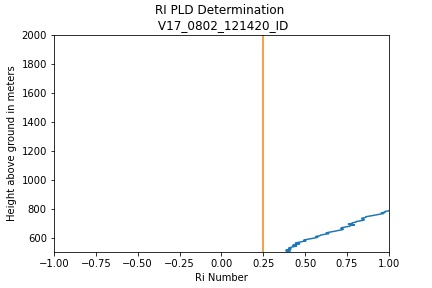 RI PLD Determination
V17_0802_121420_ID
2000
1800
1600
1400
1200
1000
800
600
Height above ground in meters
−1.00 −0.75 −0.50 −0.25 0.00 0.25 0.50 0.75 1.00
Ri Number